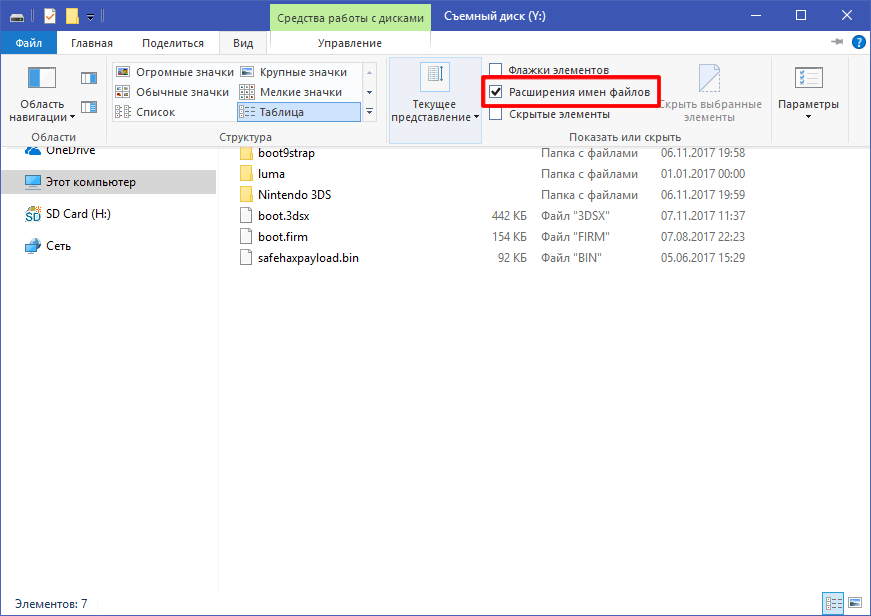 Средства работы с дисками
Съемный диск (Y:)
Файл
Главная
Поделиться
Вид
Управление
Область навигации
Области
Огромные значки
Крупные значки
Обычные значки
Мелкие значки
Список
Таблица
Структура
Текущее представление
Флажки элементов
Расширения имен файлов
Скрытые элементы
Скрыть выбранные элементы
Показать или скрыть
Параметры
OneDrive
Этот компьютер
SD Card (H:)
Сеть
boot9strap Папка с файлами 06.11.2017 19:58
luma Папка с файлами 01.01.2017 00:00
Nintendo 3DS Папка с файлами 06.11.2017 19:59
boot.3dsx 442 КБ Файл "3DSX" 07.11.2017 11:37
boot.firm 154 КБ Файл "FIRM" 07.08.2017 22:23
safehaxpayload.bin 92 КБ Файл "BIN" 05.06.2017 15:29
Элементов: 7